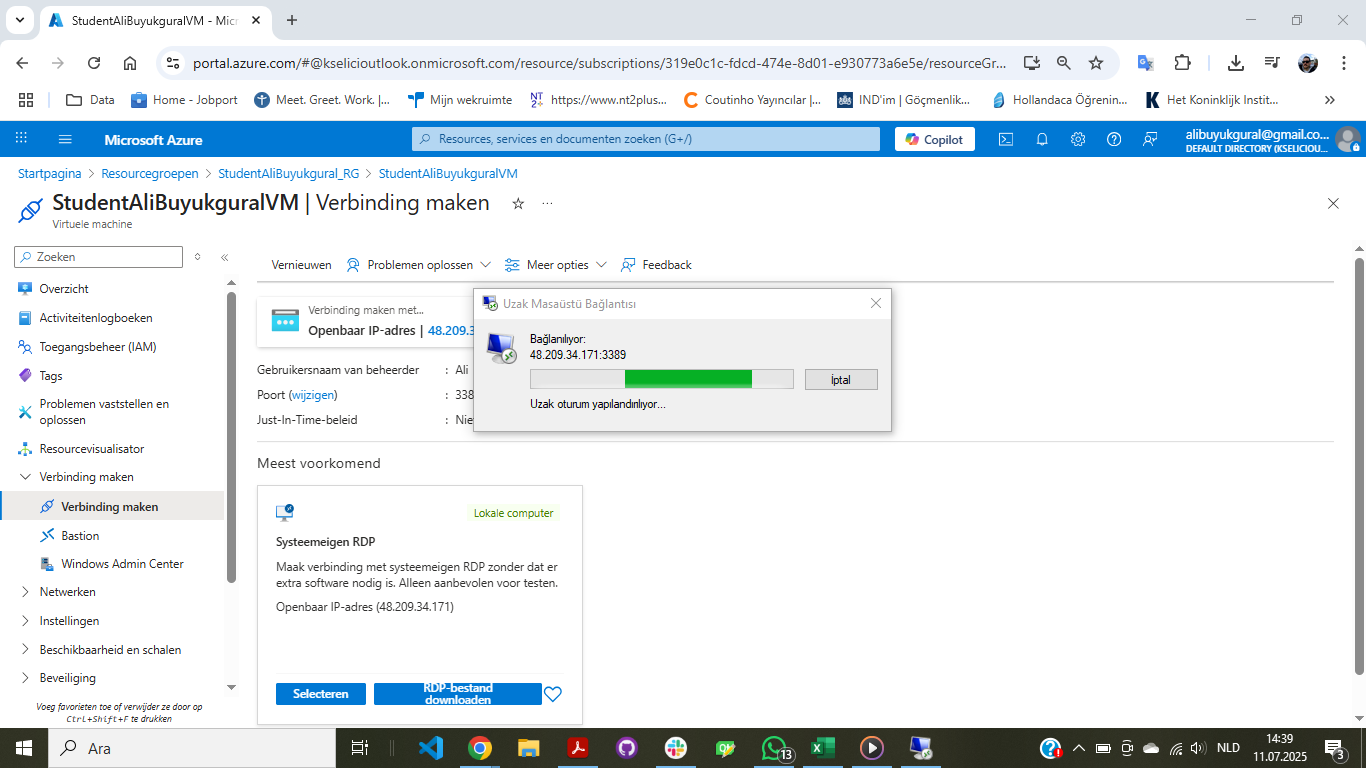 StudentAliBuyukguralVM - Micr
portal.azure.com/#@kselicioutlook.onmicrosoft.com/resource/subscriptions/319e0c1c-fdcd-474e-8d01-e930773a6e5e/resourceGr...
Data
Home - Jobport
Meet. Greet. Work. |...
Mijn wekruimte
NT2
https://www.nt2plus...
Coutinho Yayıncılar |...
IND'im | Göçmenlik...
Hollandaca Öğrenin...
Het Koninklijk Instit...
Microsoft Azure
Resources, services en documenten zoeken (G+/)
Copilot
alibuyukgural@gmail.co...
DEFAULT DIRECTORY (KSELICIOU...
Startpagina > Resourcegroepen > StudentAliBuyukgural_RG > StudentAliBuyukguralVM
StudentAliBuyukguralVM | Verbinding maken
Virtuele machine
Zoeken
Overzicht
Activiteitenlogboeken
Toegangsbeheer (IAM)
Tags
Problemen vaststellen en
oplossen
Resourcevisualisator
Verbinding maken
Verbinding maken
Bastion
Windows Admin Center
Netwerken
Instellingen
Beschikbaarheid en schalen
Beveiliging
Voeg favorieten toe of verwijder ze door op
Ctrl+Shift+F te drukken
Vernieuwen
Problemen oplossen
Meer opties
Feedback
Verbinding maken met...
Openbaar IP-adres | 48.209.3
Gebruikersnaam van beheerder : Ali
Poort (wijzigen) : 338
Just-In-Time-beleid : Nie
Uzak Masaüstü Bağlantısı
Bağlanılıyor:
48.209.34.171:3389
İptal
Uzak oturum yapılandırılıyor...
Meest voorkomend
Lokale computer
Systeemeigen RDP
Maak verbinding met systeemeigen RDP zonder dat er
extra software nodig is. Alleen aanbevolen voor testen.
Openbaar IP-adres (48.209.34.171)
Selecteren
RDP-bestand
downloaden
Ara
13
NLD
14:39
11.07.2025
3